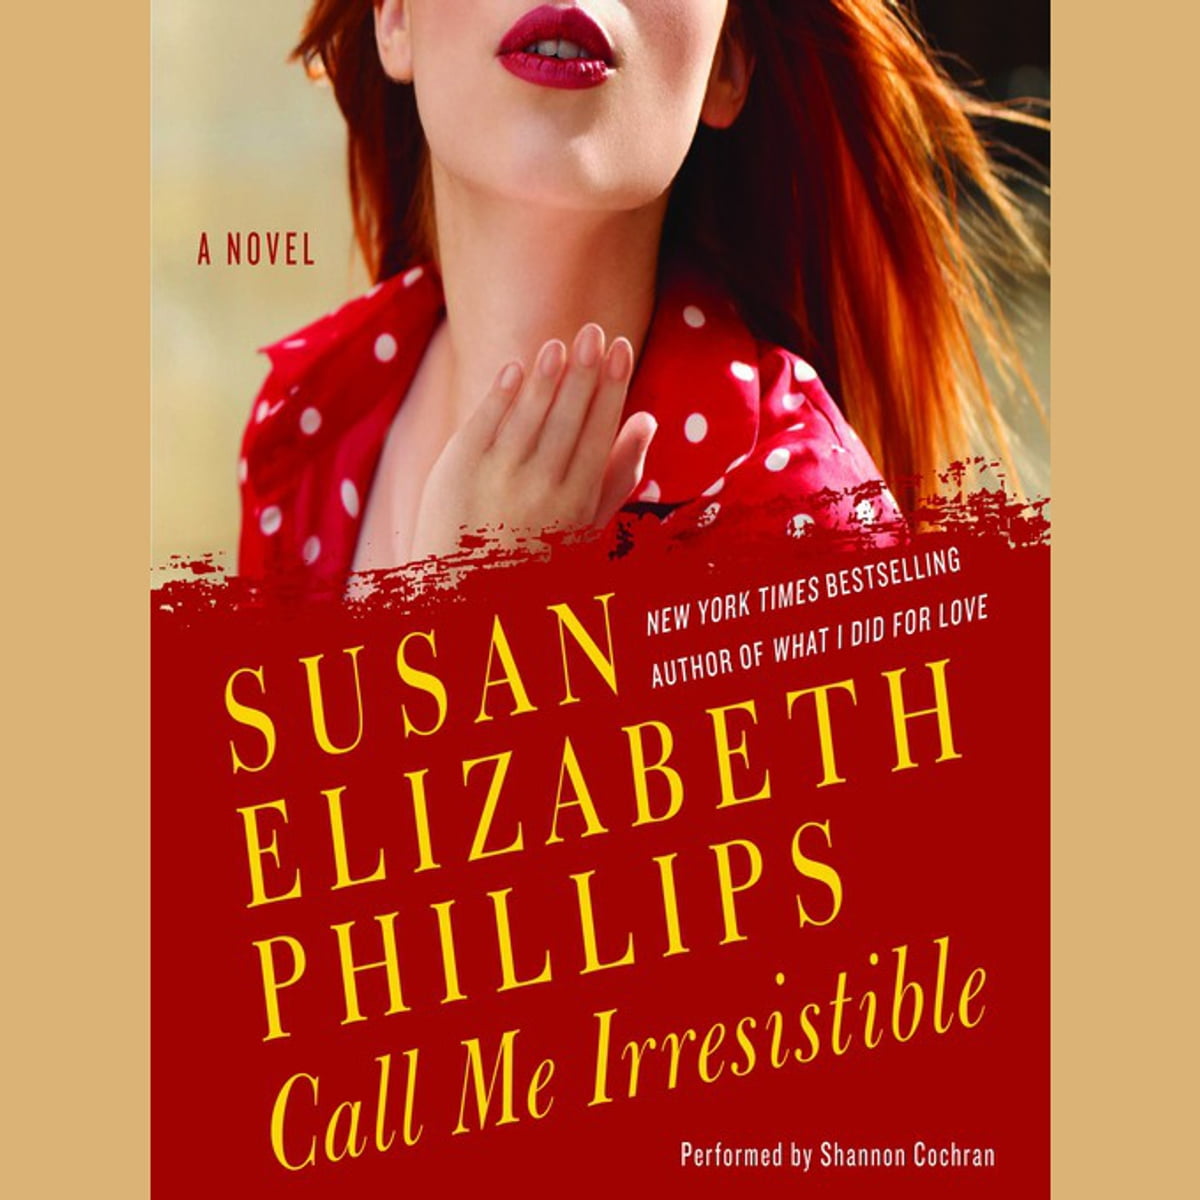 A NOVEL
SUSAN
NEW YORK TIMES BESTSELLING
AUTHOR OF WHAT I DID FOR LOVE
ELIZABETH
PHILLIPS
Call Me Irresistible
Performed by Shannon Cochran